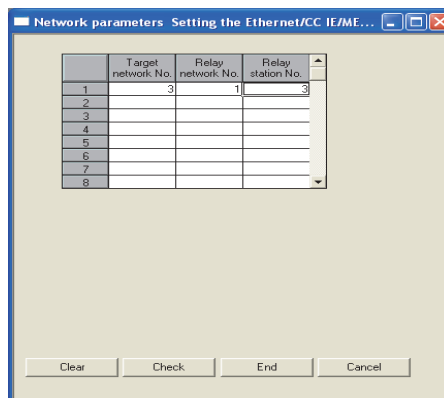 Network parameters Setting the Ethernet/CC IE/ME...
Target network No. Relay network No. Relay station No.
1 3 1 3
2
3
4
5
6
7
8
Clear Check End Cancel